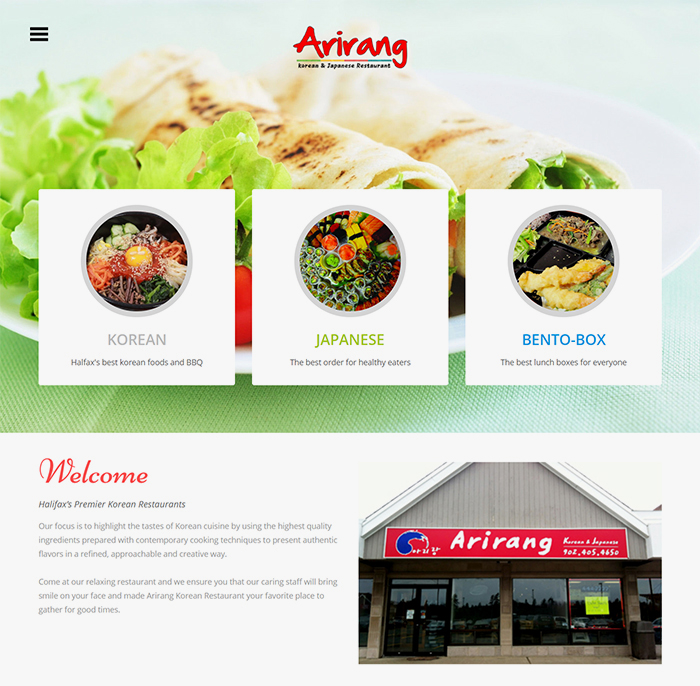 Arirang
korean & Japanese Restaurant
KOREAN
Halfax's best korean foods and BBQ
JAPANESE
The best order for healthy eaters
BENTO-BOX
The best lunch boxes for everyone
Welcome
Halifax's Premier Korean Restaurants
Our focus is to highlight the tastes of Korean cuisine by using the highest quality
ingredients prepared with contemporary cooking techniques to present authentic
flavors in a refined, approachable and creative way.
Come at our relaxing restaurant and we ensure you that our caring staff will bring
smile on your face and made Arirang Korean Restaurant your favorite place to
gather for good times.
아리랑 Arirang Korean & Japanese
902.405.4650